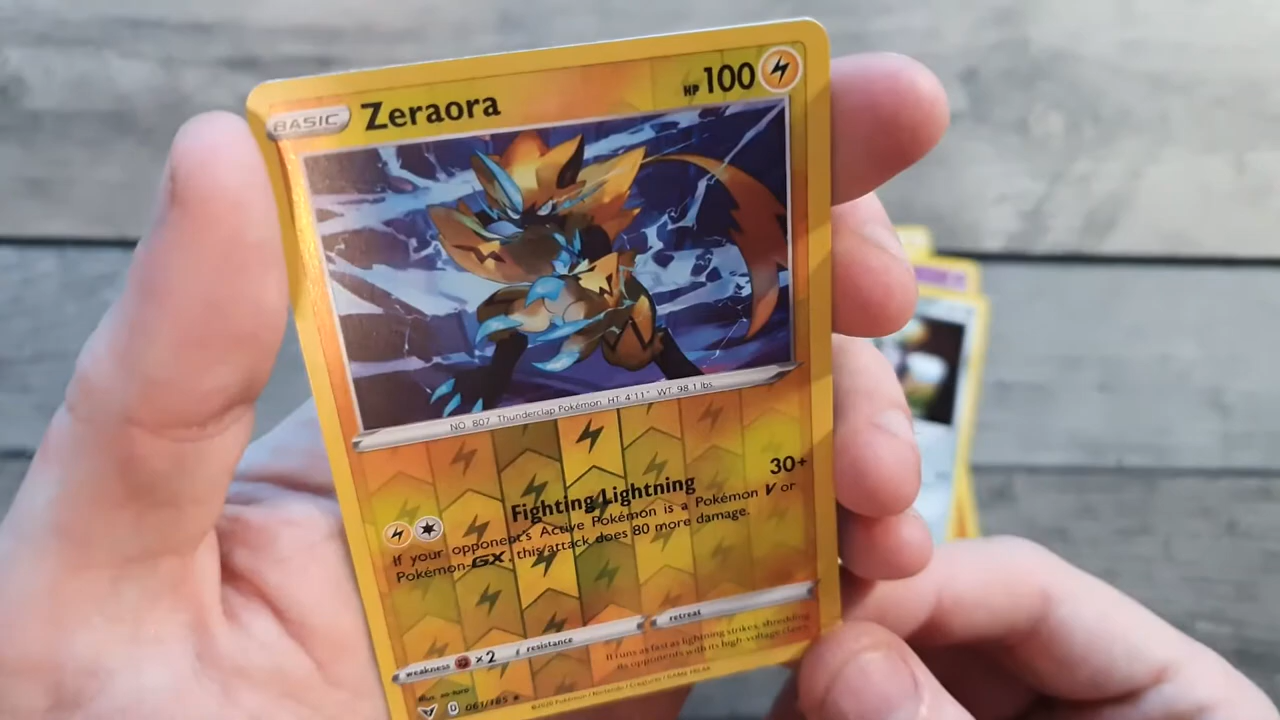 BASIC Zeraora HP 100
NO. 807 Thunderclap Pokémon HT: 4'11" WT: 98.1 lbs.
Fighting Lightning 30+
If your opponent's Active Pokémon is a Pokémon V or
Pokémon-GX, this attack does 80 more damage.
weakness ×2 resistance retreat
It runs as fast as lightning strikes, shredding
its opponents with its high-voltage claws.
D 061/185 ★
©2020 Pokémon / Nintendo / Creatures / GAME FREAK